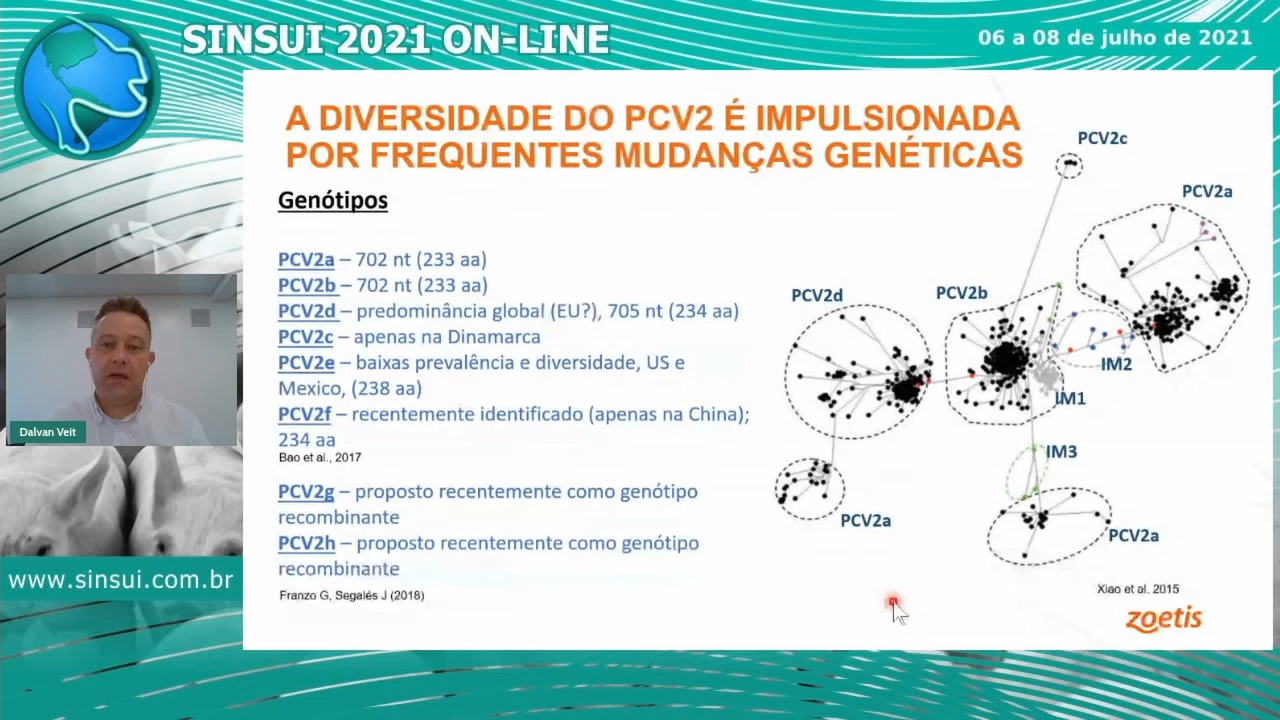 SINSUI 2021 ON-LINE
06 a 08 de julho de 2021
A DIVERSIDADE DO PCV2 É IMPULSIONADA
POR FREQUENTES MUDANÇAS GENÉTICAS
Genótipos
PCV2a – 702 nt (233 aa)
PCV2b – 702 nt (233 aa)
PCV2d – predominância global (EU?), 705 nt (234 aa)
PCV2c – apenas na Dinamarca
PCV2e – baixas prevalência e diversidade, US e
Mexico, (238 aa)
PCV2f – recentemente identificado (apenas na China);
234 aa
Bao et al., 2017
PCV2g – proposto recentemente como genótipo
recombinante
PCV2h – proposto recentemente como genótipo
recombinante
Franzo G, Segalés J (2018)
PCV2c
PCV2a
PCV2d
PCV2b
IM2
IM1
IM3
PCV2a
PCV2a
Xiao et al. 2015
zoetis
Dalvan Veit
www.sinsui.com.br